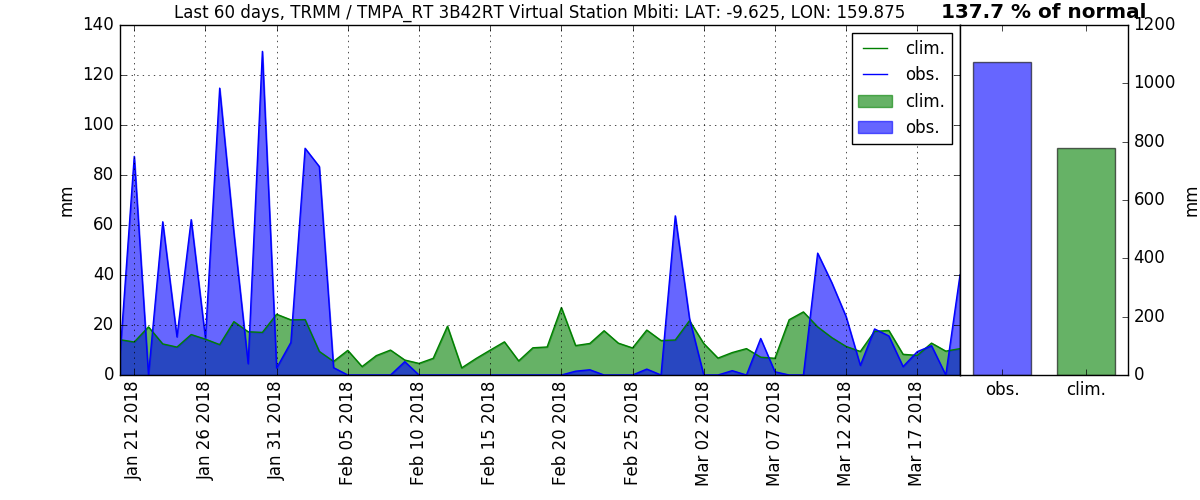 Last 60 days, TRMM / TMPA_RT 3B42RT Virtual Station Mbiti: LAT: -9.625, LON: 159.875
137.7 % of normal
140
120
100
80
60
40
20
0
mm
clim.
obs.
clim.
obs.
1200
1000
800
600
400
200
0
mm
Jan 21 2018
Jan 26 2018
Jan 31 2018
Feb 05 2018
Feb 10 2018
Feb 15 2018
Feb 20 2018
Feb 25 2018
Mar 02 2018
Mar 07 2018
Mar 12 2018
Mar 17 2018
obs.
clim.